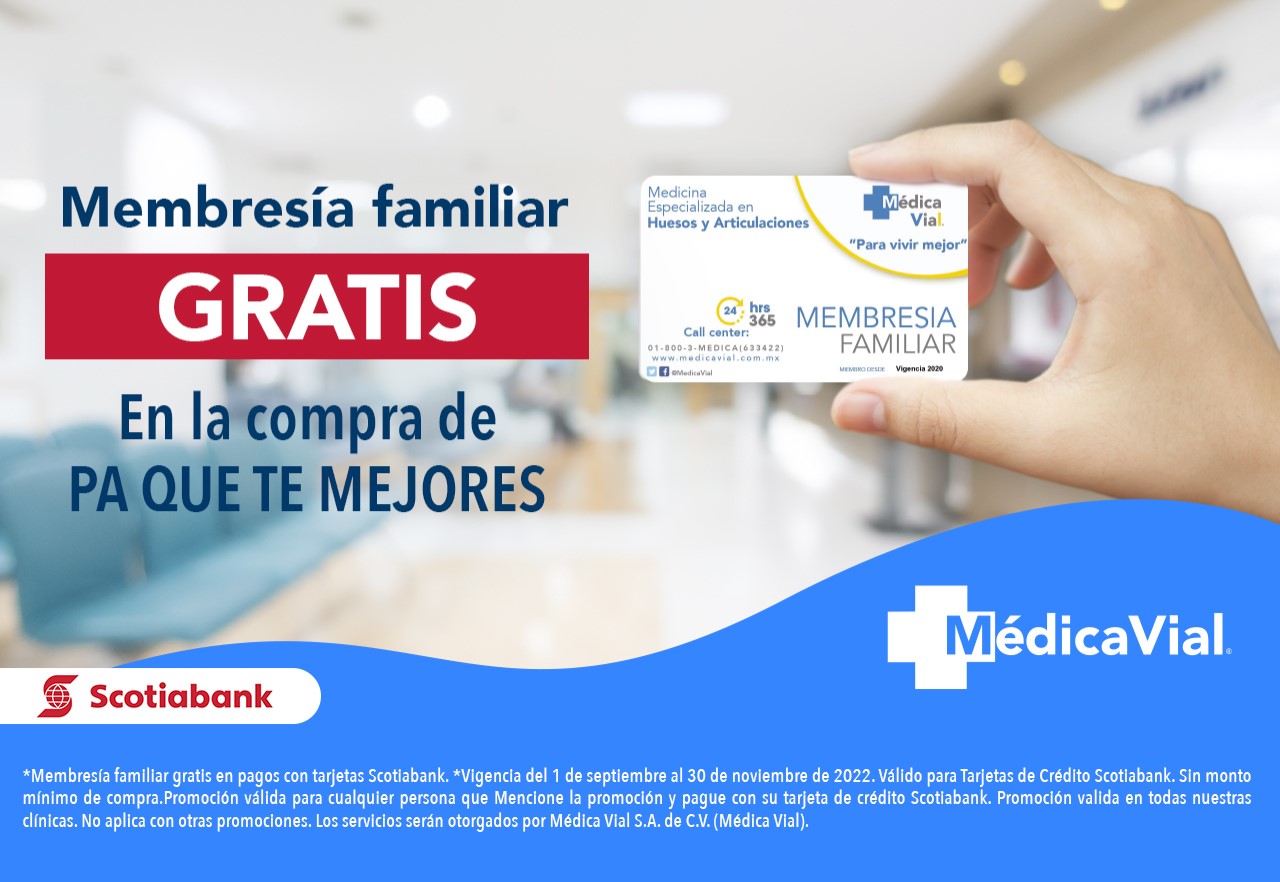 Membresía familiar
GRATIS
En la compra de
PA QUE TE MEJORES
Medicina
Especializada en
Huesos y Articulaciones
Médica
Vial.
“Para vivir mejor”
24 hrs
365
Call center:
01-800-3-MEDICA(633422)
www.medicavial.com.mx
@MedicaVial
MEMBRESIA
FAMILIAR
MIEMBRO DESDE Vigencia 2020
MédicaVial®
Scotiabank
*Membresía familiar gratis en pagos con tarjetas Scotiabank. *Vigencia del 1 de septiembre al 30 de noviembre de 2022. Válido para Tarjetas de Crédito Scotiabank. Sin monto
mínimo de compra.Promoción válida para cualquier persona que Mencione la promoción y pague con su tarjeta de crédito Scotiabank. Promoción valida en todas nuestras
clínicas. No aplica con otras promociones. Los servicios serán otorgados por Médica Vial S.A. de C.V. (Médica Vial).